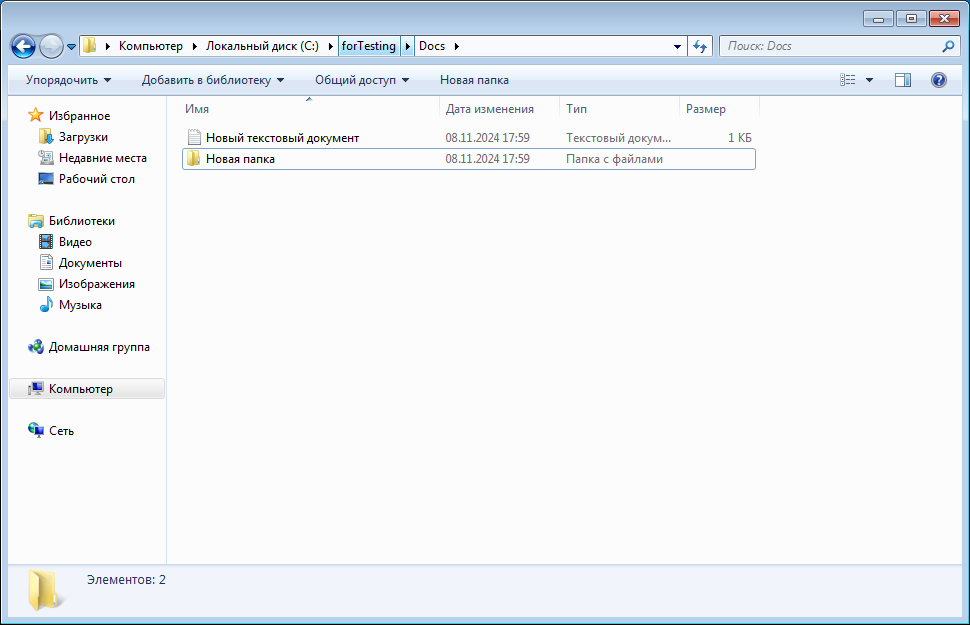 Компьютер Локальный диск (C:) forTesting Docs Поиск: Docs
Упорядочить Добавить в библиотеку Общий доступ Новая папка
Имя Дата изменения Тип Размер
Новый текстовый документ 08.11.2024 17:59 Текстовый докум... 1 КБ
Новая папка 08.11.2024 17:59 Папка с файлами
Избранное
Загрузки
Недавние места
Рабочий стол
Библиотеки
Видео
Документы
Изображения
Музыка
Домашняя группа
Компьютер
Сеть
Элементов: 2